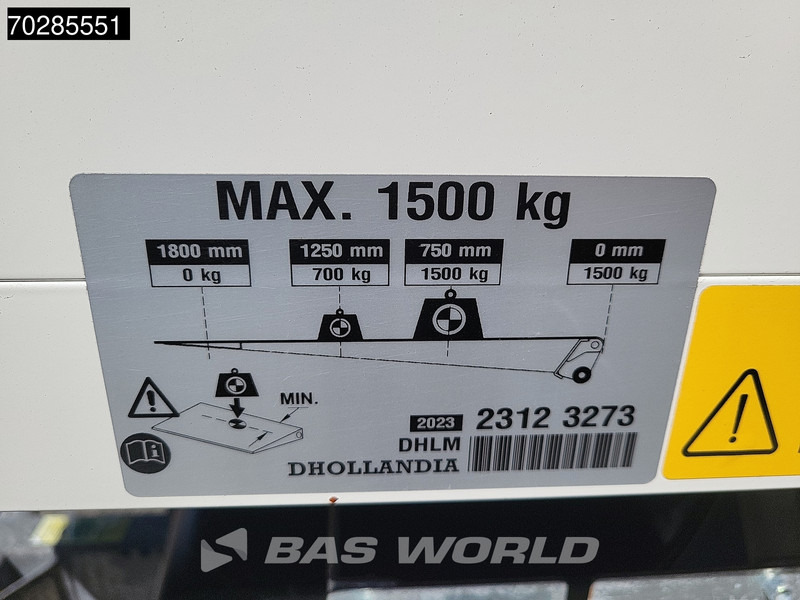 70285551
MAX. 1500 kg
1800 mm 1250 mm 750 mm 0 mm
0 kg 700 kg 1500 kg 1500 kg
MIN.
2023 2312 3273
DHLM
DHOLLANDIA
BAS WORLD